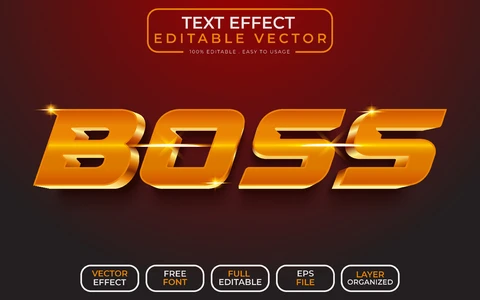 TEXT EFFECT
EDITABLE VECTOR
100% EDITABLE - EASY TO USAGE
BOSS
VECTOR
EFFECT
FREE
FONT
FULL
EDITABLE
EPS
FILE
LAYER
ORGANIZED